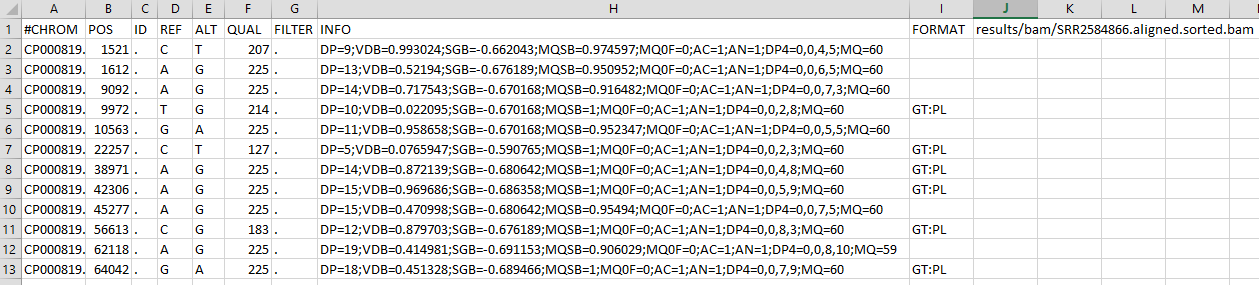 A B C D E F G H I J K L M
1 #CHROM POS ID REF ALT QUAL FILTER INFO FORMAT results/bam/SRR2584866.aligned.sorted.bam
2 CP000819. 1521 . C T 207 . DP=9;VDB=0.993024;SGB=-0.662043;MQSB=0.974597;MQ0F=0;AC=1;AN=1;DP4=0,0,4,5;MQ=60
3 CP000819. 1612 . A G 225 . DP=13;VDB=0.52194;SGB=-0.676189;MQSB=0.950952;MQ0F=0;AC=1;AN=1;DP4=0,0,6,5;MQ=60
4 CP000819. 9092 . A G 225 . DP=14;VDB=0.717543;SGB=-0.670168;MQSB=0.916482;MQ0F=0;AC=1;AN=1;DP4=0,0,7,3;MQ=60
5 CP000819. 9972 . T G 214 . DP=10;VDB=0.022095;SGB=-0.670168;MQSB=1;MQ0F=0;AC=1;AN=1;DP4=0,0,2,8;MQ=60 GT:PL
6 CP000819. 10563 . G A 225 . DP=11;VDB=0.958658;SGB=-0.670168;MQSB=0.952347;MQ0F=0;AC=1;AN=1;DP4=0,0,5,5;MQ=60
7 CP000819. 22257 . C T 127 . DP=5;VDB=0.0765947;SGB=-0.590765;MQSB=1;MQ0F=0;AC=1;AN=1;DP4=0,0,2,3;MQ=60 GT:PL
8 CP000819. 38971 . A G 225 . DP=14;VDB=0.872139;SGB=-0.680642;MQSB=1;MQ0F=0;AC=1;AN=1;DP4=0,0,4,8;MQ=60 GT:PL
9 CP000819. 42306 . A G 225 . DP=15;VDB=0.969686;SGB=-0.686358;MQSB=1;MQ0F=0;AC=1;AN=1;DP4=0,0,5,9;MQ=60 GT:PL
10 CP000819. 45277 . A G 225 . DP=15;VDB=0.470998;SGB=-0.680642;MQSB=0.95494;MQ0F=0;AC=1;AN=1;DP4=0,0,7,5;MQ=60
11 CP000819. 56613 . C G 183 . DP=12;VDB=0.879703;SGB=-0.676189;MQSB=1;MQ0F=0;AC=1;AN=1;DP4=0,0,8,3;MQ=60 GT:PL
12 CP000819. 62118 . A G 225 . DP=19;VDB=0.414981;SGB=-0.691153;MQSB=0.906029;MQ0F=0;AC=1;AN=1;DP4=0,0,8,10;MQ=59
13 CP000819. 64042 . G A 225 . DP=18;VDB=0.451328;SGB=-0.689466;MQSB=1;MQ0F=0;AC=1;AN=1;DP4=0,0,7,9;MQ=60 GT:PL